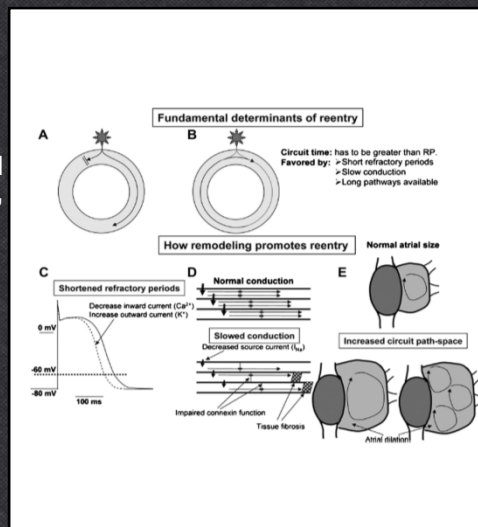 Fundamental determinants of reentry
A
B
Circuit time: has to be greater than RP.
Favored by: ➤Short refractory periods
➤Slow conduction
➤Long pathways available
How remodeling promotes reentry
C
Shortened refractory periods
Decrease inward current (Ca²⁺)
Increase outward current (K⁺)
0 mV
-60 mV
-80 mV
100 ms
D
Normal conduction
Slowed conduction
Decreased source current (I_Na)
Impaired connexin function
Tissue fibrosis
E
Normal atrial size
Increased circuit path-space
Atrial dilation